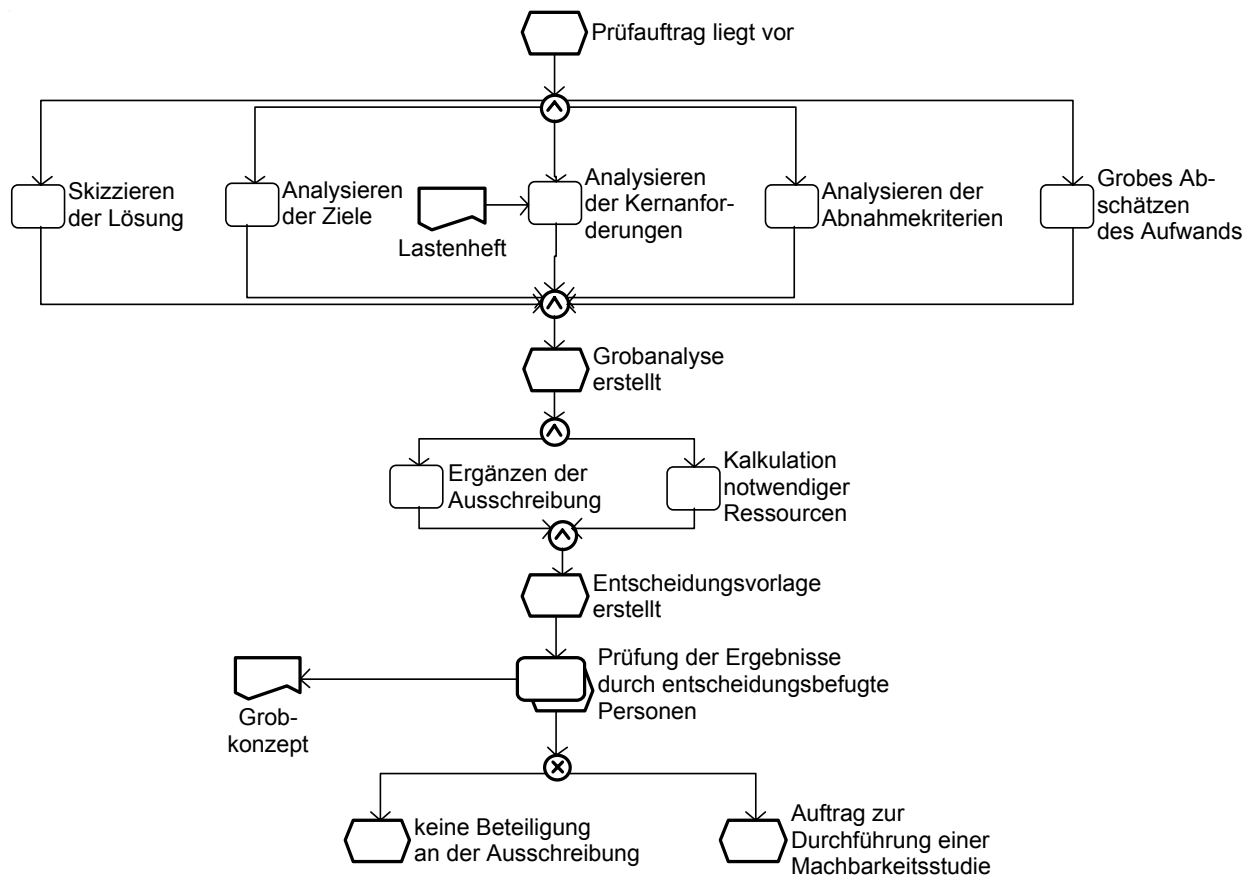 Prüfauftrag liegt vor
Skizzieren
der Lösung
Analysieren
der Ziele
Lastenheft
Analysieren
der Kernanfor-
derungen
Analysieren der
Abnahmekriterien
Grobes Ab-
schätzen
des Aufwands
Grobanalyse
erstellt
Ergänzen der
Ausschreibung
Kalkulation
notwendiger
Ressourcen
Entscheidungsvorlage
erstellt
Prüfung der Ergebnisse
durch entscheidungsbefugte
Personen
Grob-
konzept
keine Beteiligung
an der Ausschreibung
Auftrag zur
Durchführung einer
Machbarkeitsstudie